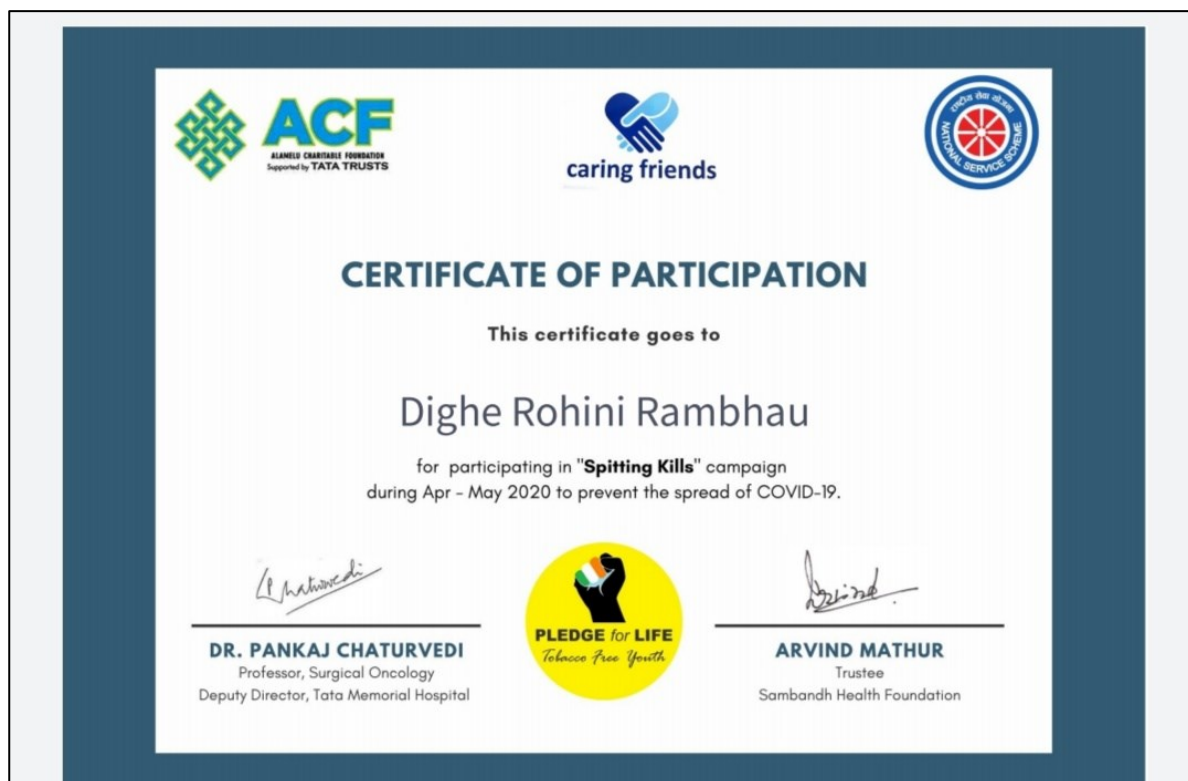 ACF
ALAMELU CHARITABLE FOUNDATION
Supported by TATA TRUSTS
caring friends
राष्ट्रीय सेवा योजना
NATIONAL SERVICE SCHEME
CERTIFICATE OF PARTICIPATION
This certificate goes to
Dighe Rohini Rambhau
for participating in "Spitting Kills" campaign
during Apr - May 2020 to prevent the spread of COVID-19.
PLEDGE for LIFE
Tobacco Free Youth
DR. PANKAJ CHATURVEDI
Professor, Surgical Oncology
Deputy Director, Tata Memorial Hospital
ARVIND MATHUR
Trustee
Sambandh Health Foundation